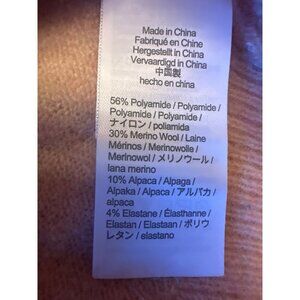 Made in China
Fabriqué en Chine
Hergestellt in China
Vervaardigd in China
中国製
hecho en china
56% Polyamide / Polyamide /
Polyamide / Polyamide /
ナイロン / poliamida
30% Merino Wool / Laine
Mérinos / Merinowolle /
Merinowol / メリノウール /
lana merino
10% Alpaca / Alpaga /
Alpaka / Alpaca / アルパカ /
alpaca
4% Elastane / Élasthanne /
Elastan / Elastaan / ポリウ
レタン / elastano